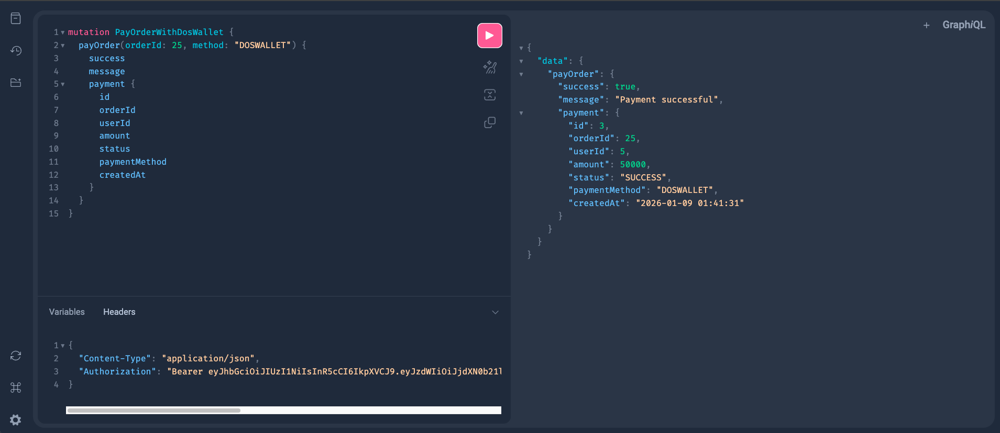 1 mutation PayOrderWithDosWallet {
2 payOrder(orderId: 25, method: "DOSWALLET") {
3 success
4 message
5 payment {
6 id
7 orderId
8 userId
9 amount
10 status
11 paymentMethod
12 createdAt
13 }
14 }
15 }
Variables Headers
1 {
2 "Content-Type": "application/json",
3 "Authorization": "Bearer eyJhbGciOiJIUzI1NiIsInR5cCI6IkpXVCJ9.eyJzdWIiOiJjdXN0b21l
4 }
+ GraphiQL
{
"data": {
"payOrder": {
"success": true,
"message": "Payment successful",
"payment": {
"id": 3,
"orderId": 25,
"userId": 5,
"amount": 50000,
"status": "SUCCESS",
"paymentMethod": "DOSWALLET",
"createdAt": "2026-01-09 01:41:31"
}
}
}
}